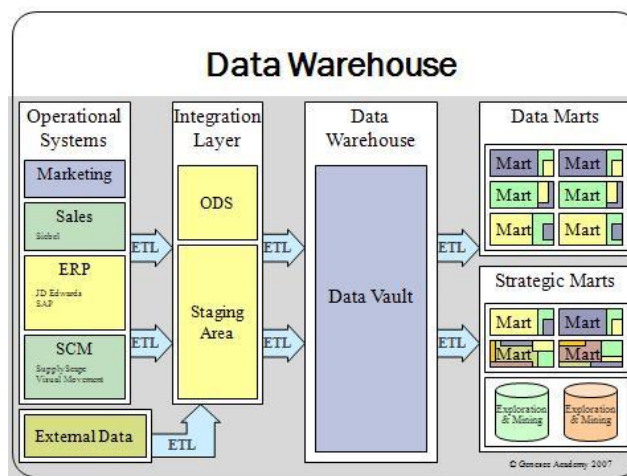 Data Warehouse
Operational
Systems
Marketing
Sales
Siebel
ERP
JD Edwards
SAP
SCM
SupplyScape
Visual Movement
External Data
ETL
ETL
ETL
Integration
Layer
ODS
Staging
Area
ETL
ETL
Data
Warehouse
Data Vault
ETL
ETL
Data Marts
Mart
Mart
Mart
Mart
Mart
Mart
Strategic Marts
Mart
Mart
Mart
Mart
Exploration
& Mining
Exploration
& Mining
© Genesee Academy 2007